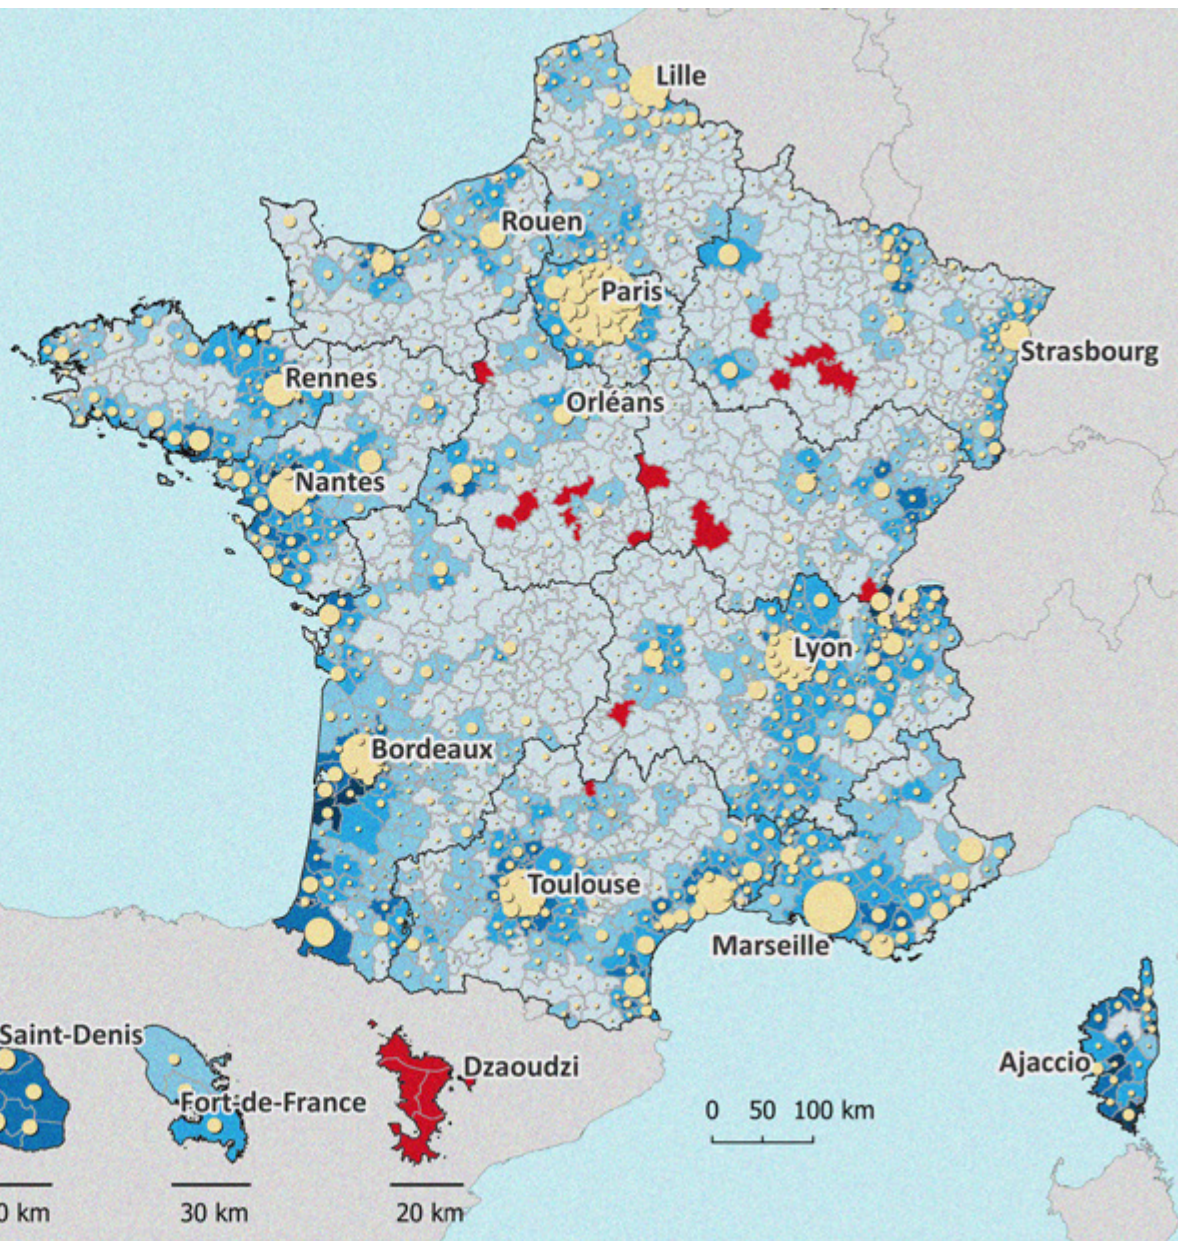 Lille
Rouen
Paris
Strasbourg
Rennes
Orléans
Nantes
Lyon
Bordeaux
Toulouse
Marseille
Saint-Denis
Fort-de-France
Dzaoudzi
Ajaccio
0 50 100 km
0 km
30 km
20 km